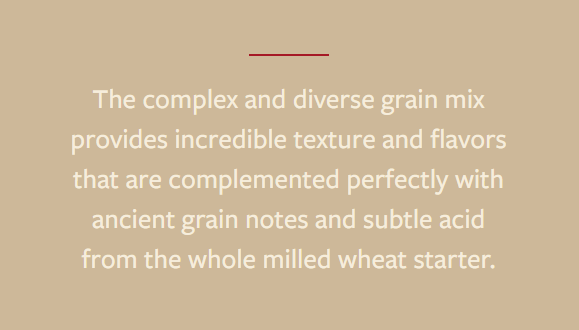 The complex and diverse grain mix
provides incredible texture and flavors
that are complemented perfectly with
ancient grain notes and subtle acid
from the whole milled wheat starter.